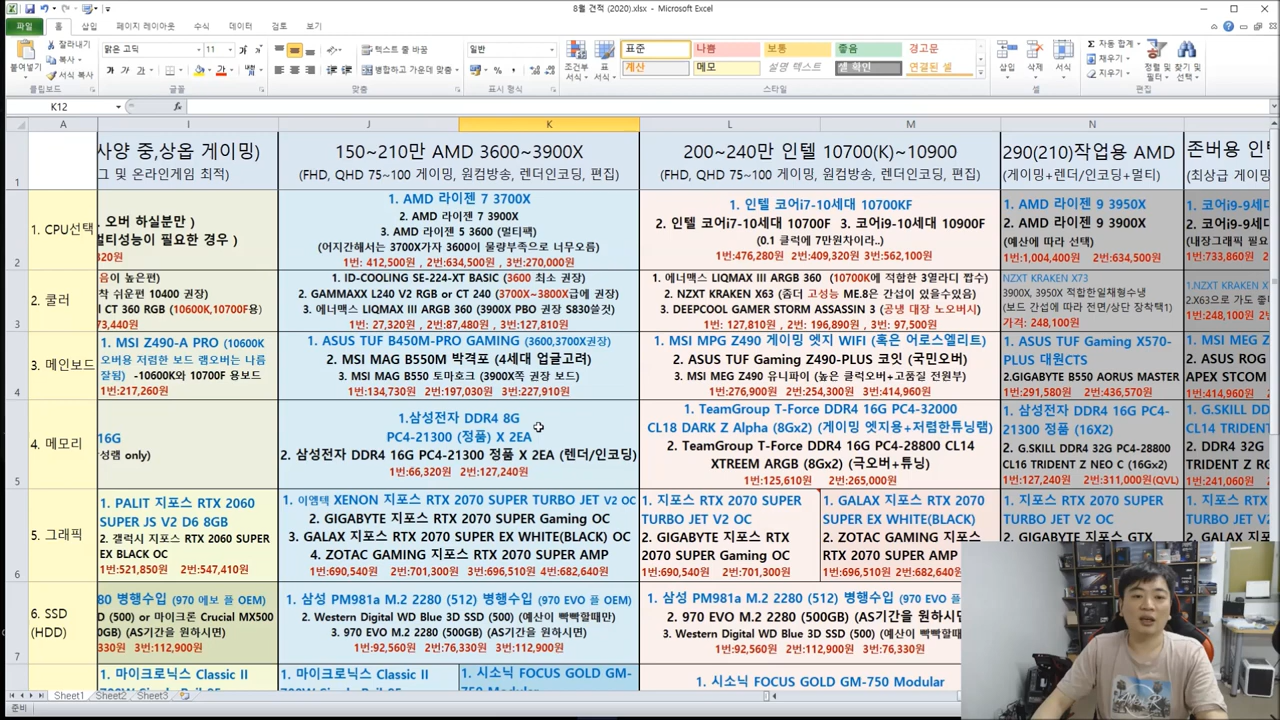 8월 견적 (2020).xlsx - Microsoft Excel
파일 홈 삽입 페이지 레이아웃 수식 데이터 검토 보기
붙여넣기 잘라내기 맑은 고딕 11 텍스트 줄 바꿈 일반 조건부 서식 표 서식 표준 나쁨 보통 좋음 경고문 삽입 삭제 서식 자동 합계 정렬 및 필터 찾기 및 선택
복사 채우기
서식 복사 병합하고 가운데 맞춤 계산 메모 설명 텍스트 셀 확인 연결된 셀 지우기
클립보드 글꼴 맞춤 표시 형식 스타일 셀 편집
K12 fx
A I J K L M N
1 사양 중,상옵 게이밍) 150~210만 AMD 3600~3900X 200~240만 인텔 10700(K)~10900 290(210)작업용 AMD 존버용 인
그 및 온라인게임 최적) (FHD, QHD 75~100 게이밍, 원컴방송, 렌더인코딩, 편집) (FHD, QHD 75~100 게이밍, 원컴방송, 렌더인코딩, 편집) (게이밍+렌더/인코딩+멀티) (최상급 게이밍
2
1. CPU선택
오버 하실분만 )
멀티성능이 필요한 경우 )
320원
1. AMD 라이젠 7 3700X
2. AMD 라이젠 7 3900X
3. AMD 라이젠 5 3600 (멀티팩)
(어지간해서는 3700X가자 3600이 물량부족으로 너무오름)
1번: 412,500원 , 2번:634,500원 , 3번:270,000원
1. 인텔 코어i7-10세대 10700KF
2. 인텔 코어i7-10세대 10700F 3. 코어i9-10세대 10900F
(0.1 클럭에 7만원차이라..)
1번:476,280원 2번:409,320원 3번:562,100원
1. AMD 라이젠 9 3950X
2. AMD 라이젠 9 3900X
(예산에 따라 선택)
1번:1,004,400원 2번:634,500원
1. 코어i9-9세
2. 코어i9-
(내장그래픽 필요
1번:733,860원
3
2. 쿨러
음이 높은편)
착 쉬운편 10400 권장)
I CT 360 RGB (10600K,10700F용)
73,440원
1. ID-COOLING SE-224-XT BASIC (3600 최소 권장)
2. GAMMAXX L240 V2 RGB or CT 240 (3700X~3800X급에 권장)
3. 에너맥스 LIQMAX III ARGB 360 (3900X PBO 권장 S830쓸것)
1번: 27,320원 , 2번:87,480원 , 3번:127,810원
1. 에너맥스 LIQMAX III ARGB 360 (10700K에 적합한 3열라디 짭수)
2. NZXT KRAKEN X63 (좀더 고성능 ME.8은 간섭이 있을수있음)
3. DEEPCOOL GAMER STORM ASSASSIN 3 (공냉 대장 노오버시)
1번: 127,810원 , 2번: 196,890원 , 3번: 97,500원
NZXT KRAKEN X73
3900X, 3950X 적합한일체형수냉
(보드 간섭에 따라 전면/상단 장착택1)
가격: 248,100원
1.NZXT KR
2.X63으로 가도
1번: 248,100원
4
3. 메인보드
1. MSI Z490-A PRO (10600K
오버용 저렴한 보드 램오버는 나름
잘됨) -10600K와 10700F 용보드
1번:217,260원
1. ASUS TUF B450M-PRO GAMING (3600,3700X권장)
2. MSI MAG B550M 박격포 (4세대 업글고려)
3. MSI MAG B550 토마호크 (3900X쪽 권장 보드)
1번:134,730원 2번:197,030원 3번:227,910원
1. MSI MPG Z490 게이밍 엣지 WIFI (혹은 어로스엘리트)
2. ASUS TUF Gaming Z490-PLUS 코잇 (국민오버)
3. MSI MEG Z490 유니파이 (높은 클럭오버+고품질 전원부)
1번:276,900원 2번:254,300원 3번:414,960원
1. ASUS TUF Gaming X570-
PLUS 대원CTS
2.GIGABYTE B550 AORUS MASTER
1번:291,580원 2번:436,570원
1. MSI MEG Z
2. ASUS ROG
APEX STCOM
1번:414,960원
5
4. 메모리
16G
성램 only)
1.삼성전자 DDR4 8G
PC4-21300 (정품) X 2EA
2. 삼성전자 DDR4 16G PC4-21300 정품 X 2EA (렌더/인코딩)
1번:66,320원 2번:127,240원
1. TeamGroup T-Force DDR4 16G PC4-32000
CL18 DARK Z Alpha (8Gx2) (게이밍 엣지용+저렴한튜닝램)
2. TeamGroup T-Force DDR4 16G PC4-28800 CL14
XTREEM ARGB (8Gx2) (극오버+튜닝)
1번:125,610원 2번:265,000원
1. 삼성전자 DDR4 16G PC4-
21300 정품 (16X2)
2. G.SKILL DDR4 32G PC4-28800
CL16 TRIDENT Z NEO C (16Gx2)
1번:127,240원 2번:311,000원(QVL)
1. G.SKILL DD
CL14 TRIDENT
2. DDR4 32G
TRIDENT Z RG
1번:241,060원
6
5. 그래픽
1. PALIT 지포스 RTX 2060
SUPER JS V2 D6 8GB
2. 갤럭시 지포스 RTX 2060 SUPER
EX BLACK OC
1번:521,850원 2번:547,410원
1. 이엠텍 XENON 지포스 RTX 2070 SUPER TURBO JET V2 OC
2. GIGABYTE 지포스 RTX 2070 SUPER Gaming OC
3. GALAX 지포스 RTX 2070 SUPER EX WHITE(BLACK) OC
4. ZOTAC GAMING 지포스 RTX 2070 SUPER AMP
1번:690,540원 2번:701,300원 3번:696,510원 4번:682,640원
1. 지포스 RTX 2070 SUPER
TURBO JET V2 OC
2. GIGABYTE 지포스 RTX
2070 SUPER Gaming OC
1번:690,540원 2번:701,300원
1. GALAX 지포스 RTX 2070
SUPER EX WHITE(BLACK)
2. ZOTAC GAMING 지포스
RTX 2070 SUPER AMP
1번:696,510원 2번:682,640원
1. 지포스 RTX 2070 SUPER
TURBO JET V2 OC
2. GIGABYTE GTX
1. 지포스 RTX
SUPER TURBO
2. GALAX 지포
7
6. SSD
(HDD)
80 병행수입 (970 에보 플 OEM)
D (500) or 마이크론 Crucial MX500
0GB) (AS기간을 원하시면)
330원 3번:112,900원
1. 삼성 PM981a M.2 2280 (512) 병행수입 (970 EVO 플 OEM)
2. Western Digital WD Blue 3D SSD (500) (예산이 빡빡할때만)
3. 970 EVO M.2 2280 (500GB) (AS기간을 원하시면)
1번:92,560원 2번:76,330원 3번:112,900원
1. 삼성 PM981a M.2 2280 (512) 병행수입 (970 EVO 플 OEM)
2. 970 EVO M.2 2280 (500GB) (AS기간을 원하시
3. Western Digital WD Blue 3D SSD (500) (예산이 빡빡할때
1번:92,560원 2번:112,900원 3번:76,330원
1. 마이크로닉스 Classic II
1. 마이크로닉스 Classic II
1. 시소닉 FOCUS GOLD GM-
750 Modular
1. 시소닉 FOCUS GOLD GM-750 Modular
Sheet1 Sheet2 Sheet3
준비